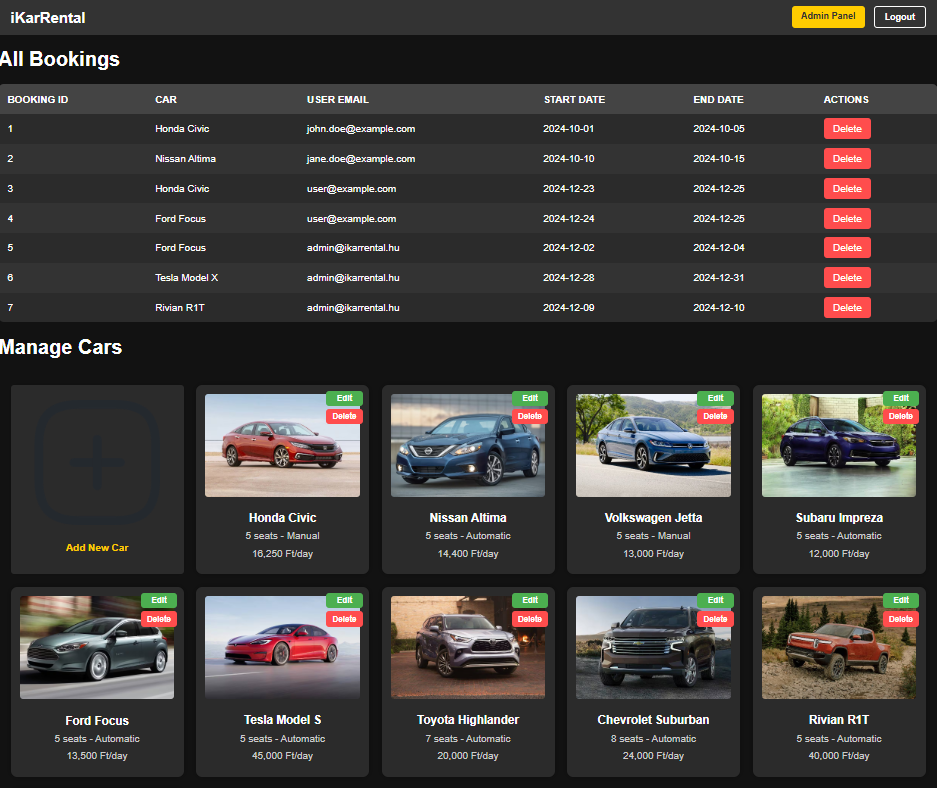 iKarRental Admin Panel Logout
All Bookings
BOOKING ID CAR USER EMAIL START DATE END DATE ACTIONS
1 Honda Civic john.doe@example.com 2024-10-01 2024-10-05 Delete
2 Nissan Altima jane.doe@example.com 2024-10-10 2024-10-15 Delete
3 Honda Civic user@example.com 2024-12-23 2024-12-25 Delete
4 Ford Focus user@example.com 2024-12-24 2024-12-25 Delete
5 Ford Focus admin@ikarrental.hu 2024-12-02 2024-12-04 Delete
6 Tesla Model X admin@ikarrental.hu 2024-12-28 2024-12-31 Delete
7 Rivian R1T admin@ikarrental.hu 2024-12-09 2024-12-10 Delete
Manage Cars
Add New Car
Edit
Delete
Honda Civic
5 seats - Manual
16,250 Ft/day
Edit
Delete
Nissan Altima
5 seats - Automatic
14,400 Ft/day
Edit
Delete
Volkswagen Jetta
5 seats - Manual
13,000 Ft/day
Edit
Delete
Subaru Impreza
5 seats - Automatic
12,000 Ft/day
Edit
Delete
Ford Focus
5 seats - Automatic
13,500 Ft/day
Edit
Delete
Tesla Model S
5 seats - Automatic
45,000 Ft/day
Edit
Delete
Toyota Highlander
7 seats - Automatic
20,000 Ft/day
Edit
Delete
Chevrolet Suburban
8 seats - Automatic
24,000 Ft/day
Edit
Delete
Rivian R1T
5 seats - Automatic
40,000 Ft/day